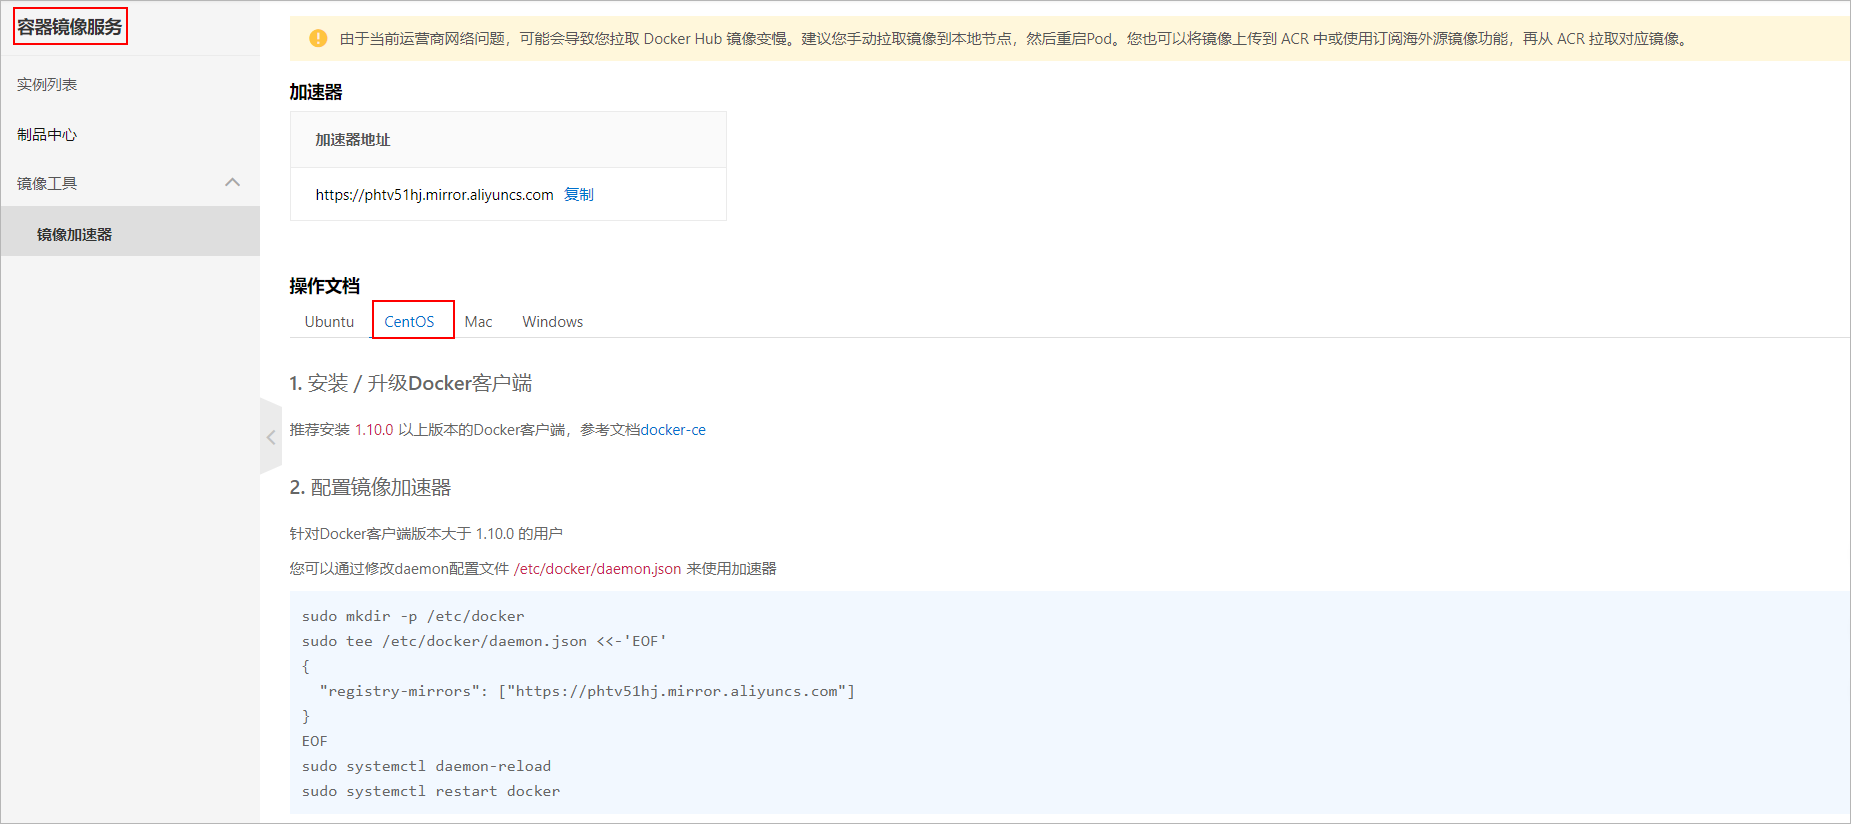 容器镜像服务
实例列表
制品中心
镜像工具
镜像加速器
由于当前运营商网络问题，可能会导致您拉取 Docker Hub 镜像变慢。建议您手动拉取镜像到本地节点，然后重启Pod。您也可以将镜像上传到 ACR 中或使用订阅海外源镜像功能，再从 ACR 拉取对应镜像。
加速器
加速器地址
https://phtv51hj.mirror.aliyuncs.com 复制
操作文档
Ubuntu CentOS Mac Windows
1. 安装 / 升级Docker客户端
推荐安装 1.10.0 以上版本的Docker客户端，参考文档docker-ce
2. 配置镜像加速器
针对Docker客户端版本大于 1.10.0 的用户
您可以通过修改daemon配置文件 /etc/docker/daemon.json 来使用加速器
sudo mkdir -p /etc/docker
sudo tee /etc/docker/daemon.json <<-'EOF'
{
  "registry-mirrors": ["https://phtv51hj.mirror.aliyuncs.com"]
}
EOF
sudo systemctl daemon-reload
sudo systemctl restart docker